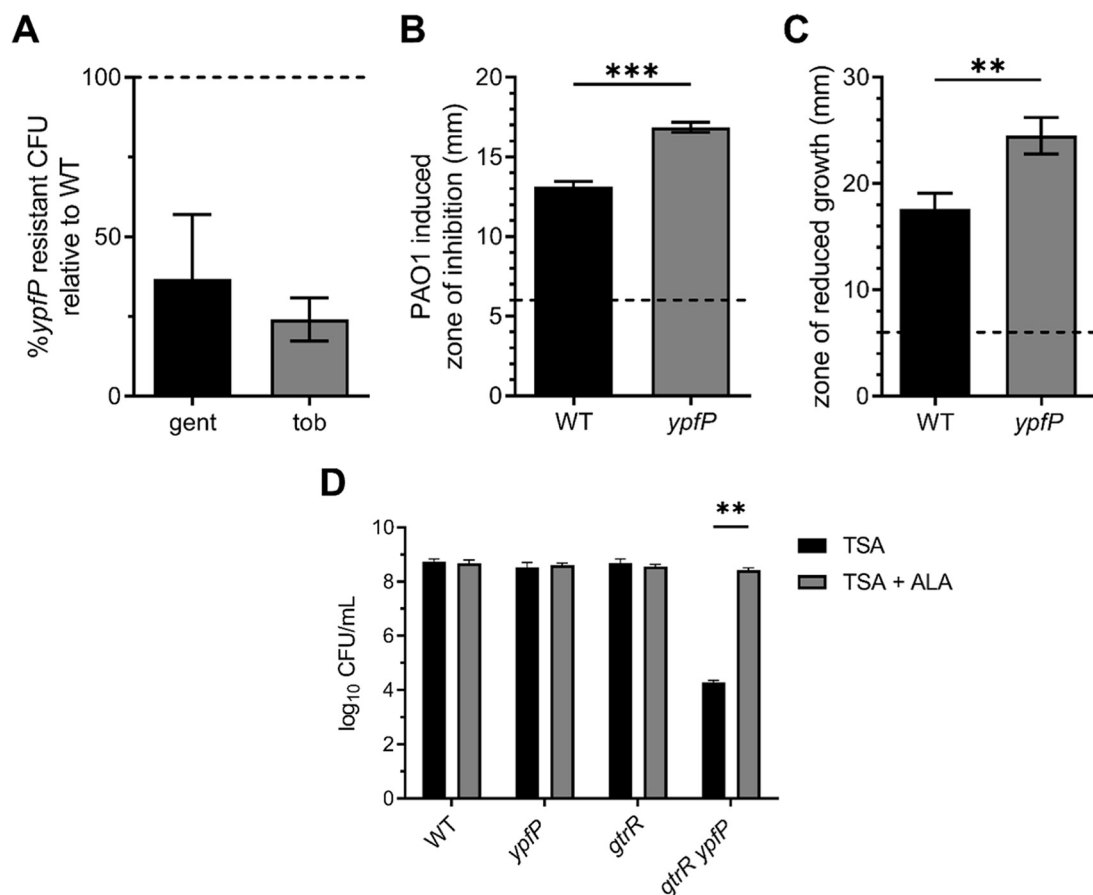 A
%ypfP resistant CFU
relative to WT
100
50
0
gent tob
B
PAO1 induced
zone of inhibition (mm)
20
15
10
5
0
***
WT ypfP
C
zone of reduced growth (mm)
30
20
10
0
**
WT ypfP
D
log10 CFU/mL
10
8
6
4
2
0
**
WT ypfP gtrR gtrR ypfP
TSA
TSA + ALA